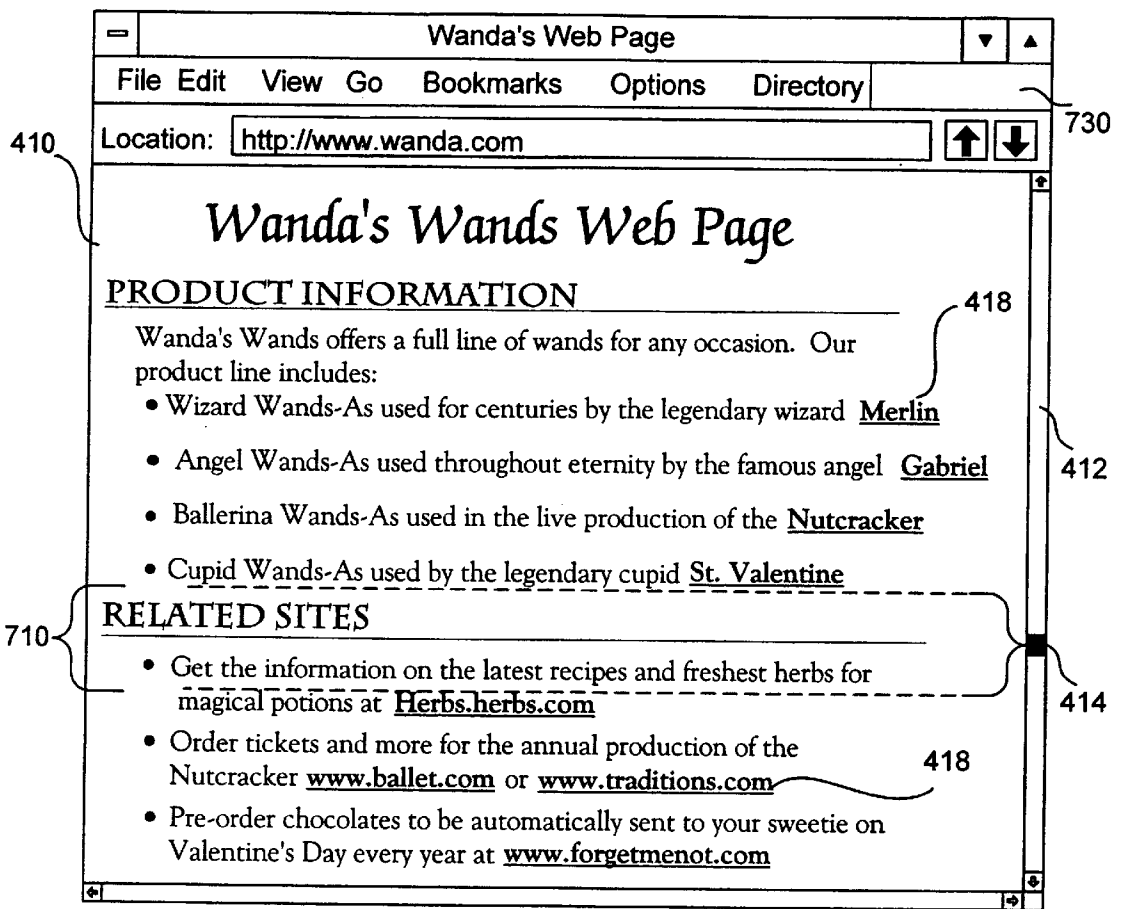 Wanda's Web Page
File Edit View Go Bookmarks Options Directory
730
410
Location: http://www.wanda.com
Wanda's Wands Web Page
PRODUCT INFORMATION
418
Wanda's Wands offers a full line of wands for any occasion. Our
product line includes:
• Wizard Wands-As used for centuries by the legendary wizard Merlin
412
• Angel Wands-As used throughout eternity by the famous angel Gabriel
• Ballerina Wands-As used in the live production of the Nutcracker
• Cupid Wands-As used by the legendary cupid St. Valentine
RELATED SITES
710
• Get the information on the latest recipes and freshest herbs for
magical potions at Herbs.herbs.com
414
• Order tickets and more for the annual production of the
Nutcracker www.ballet.com or www.traditions.com
418
• Pre-order chocolates to be automatically sent to your sweetie on
Valentine's Day every year at www.forgetmenot.com